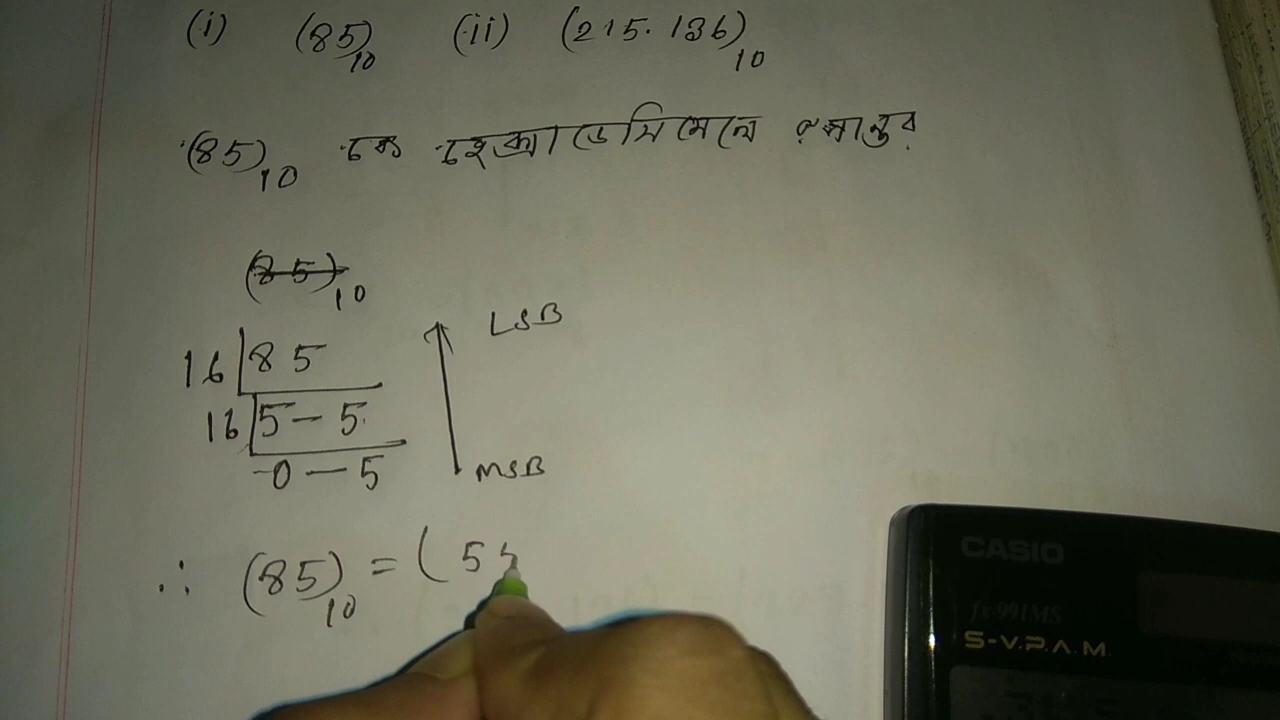 (i) (85)10 (ii) (215.136)10
(85)10 কে হেক্সাডেসিমেলে রূপান্তর
(85)10
16 85 LSB
16 5 - 5
0 - 5 MSB
∴ (85)10 = ( 55
CASIO
fx-991MS
S-V.P.A.M.